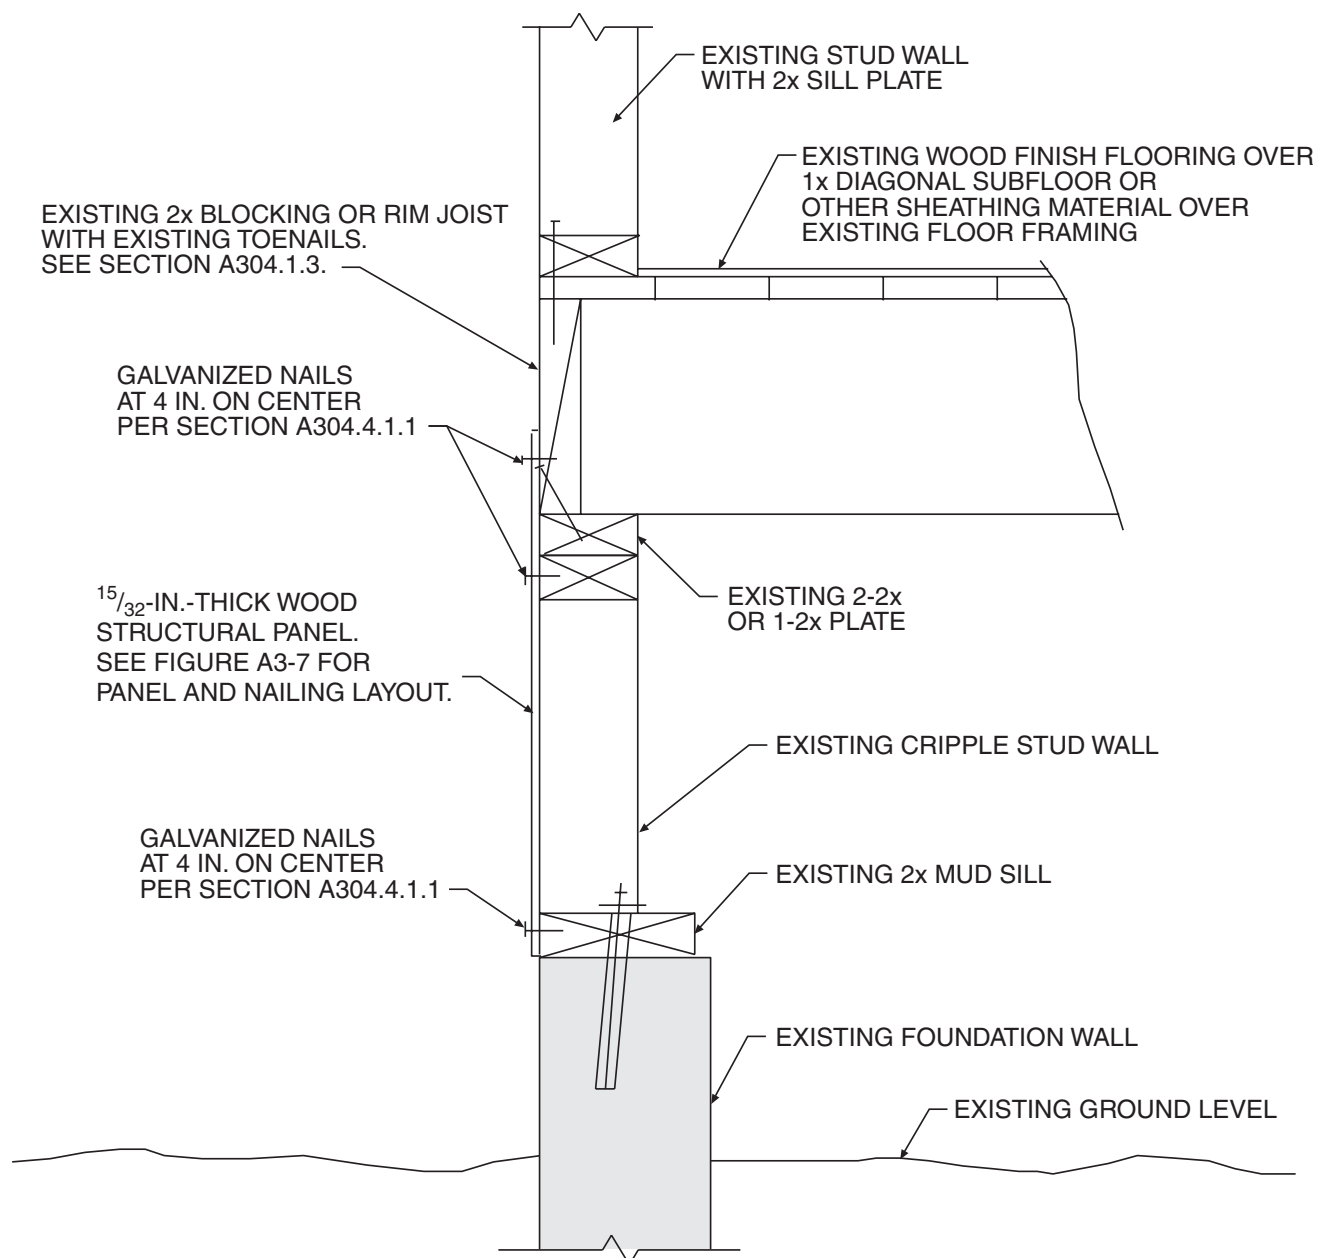 EXISTING STUD WALL
WITH 2x SILL PLATE
EXISTING WOOD FINISH FLOORING OVER
1x DIAGONAL SUBFLOOR OR
OTHER SHEATHING MATERIAL OVER
EXISTING FLOOR FRAMING
EXISTING 2x BLOCKING OR RIM JOIST
WITH EXISTING TOENAILS.
SEE SECTION A304.1.3.
GALVANIZED NAILS
AT 4 IN. ON CENTER
PER SECTION A304.4.1.1
15/32-IN.-THICK WOOD
STRUCTURAL PANEL.
SEE FIGURE A3-7 FOR
PANEL AND NAILING LAYOUT.
EXISTING 2-2x
OR 1-2x PLATE
EXISTING CRIPPLE STUD WALL
GALVANIZED NAILS
AT 4 IN. ON CENTER
PER SECTION A304.4.1.1
EXISTING 2x MUD SILL
EXISTING FOUNDATION WALL
EXISTING GROUND LEVEL